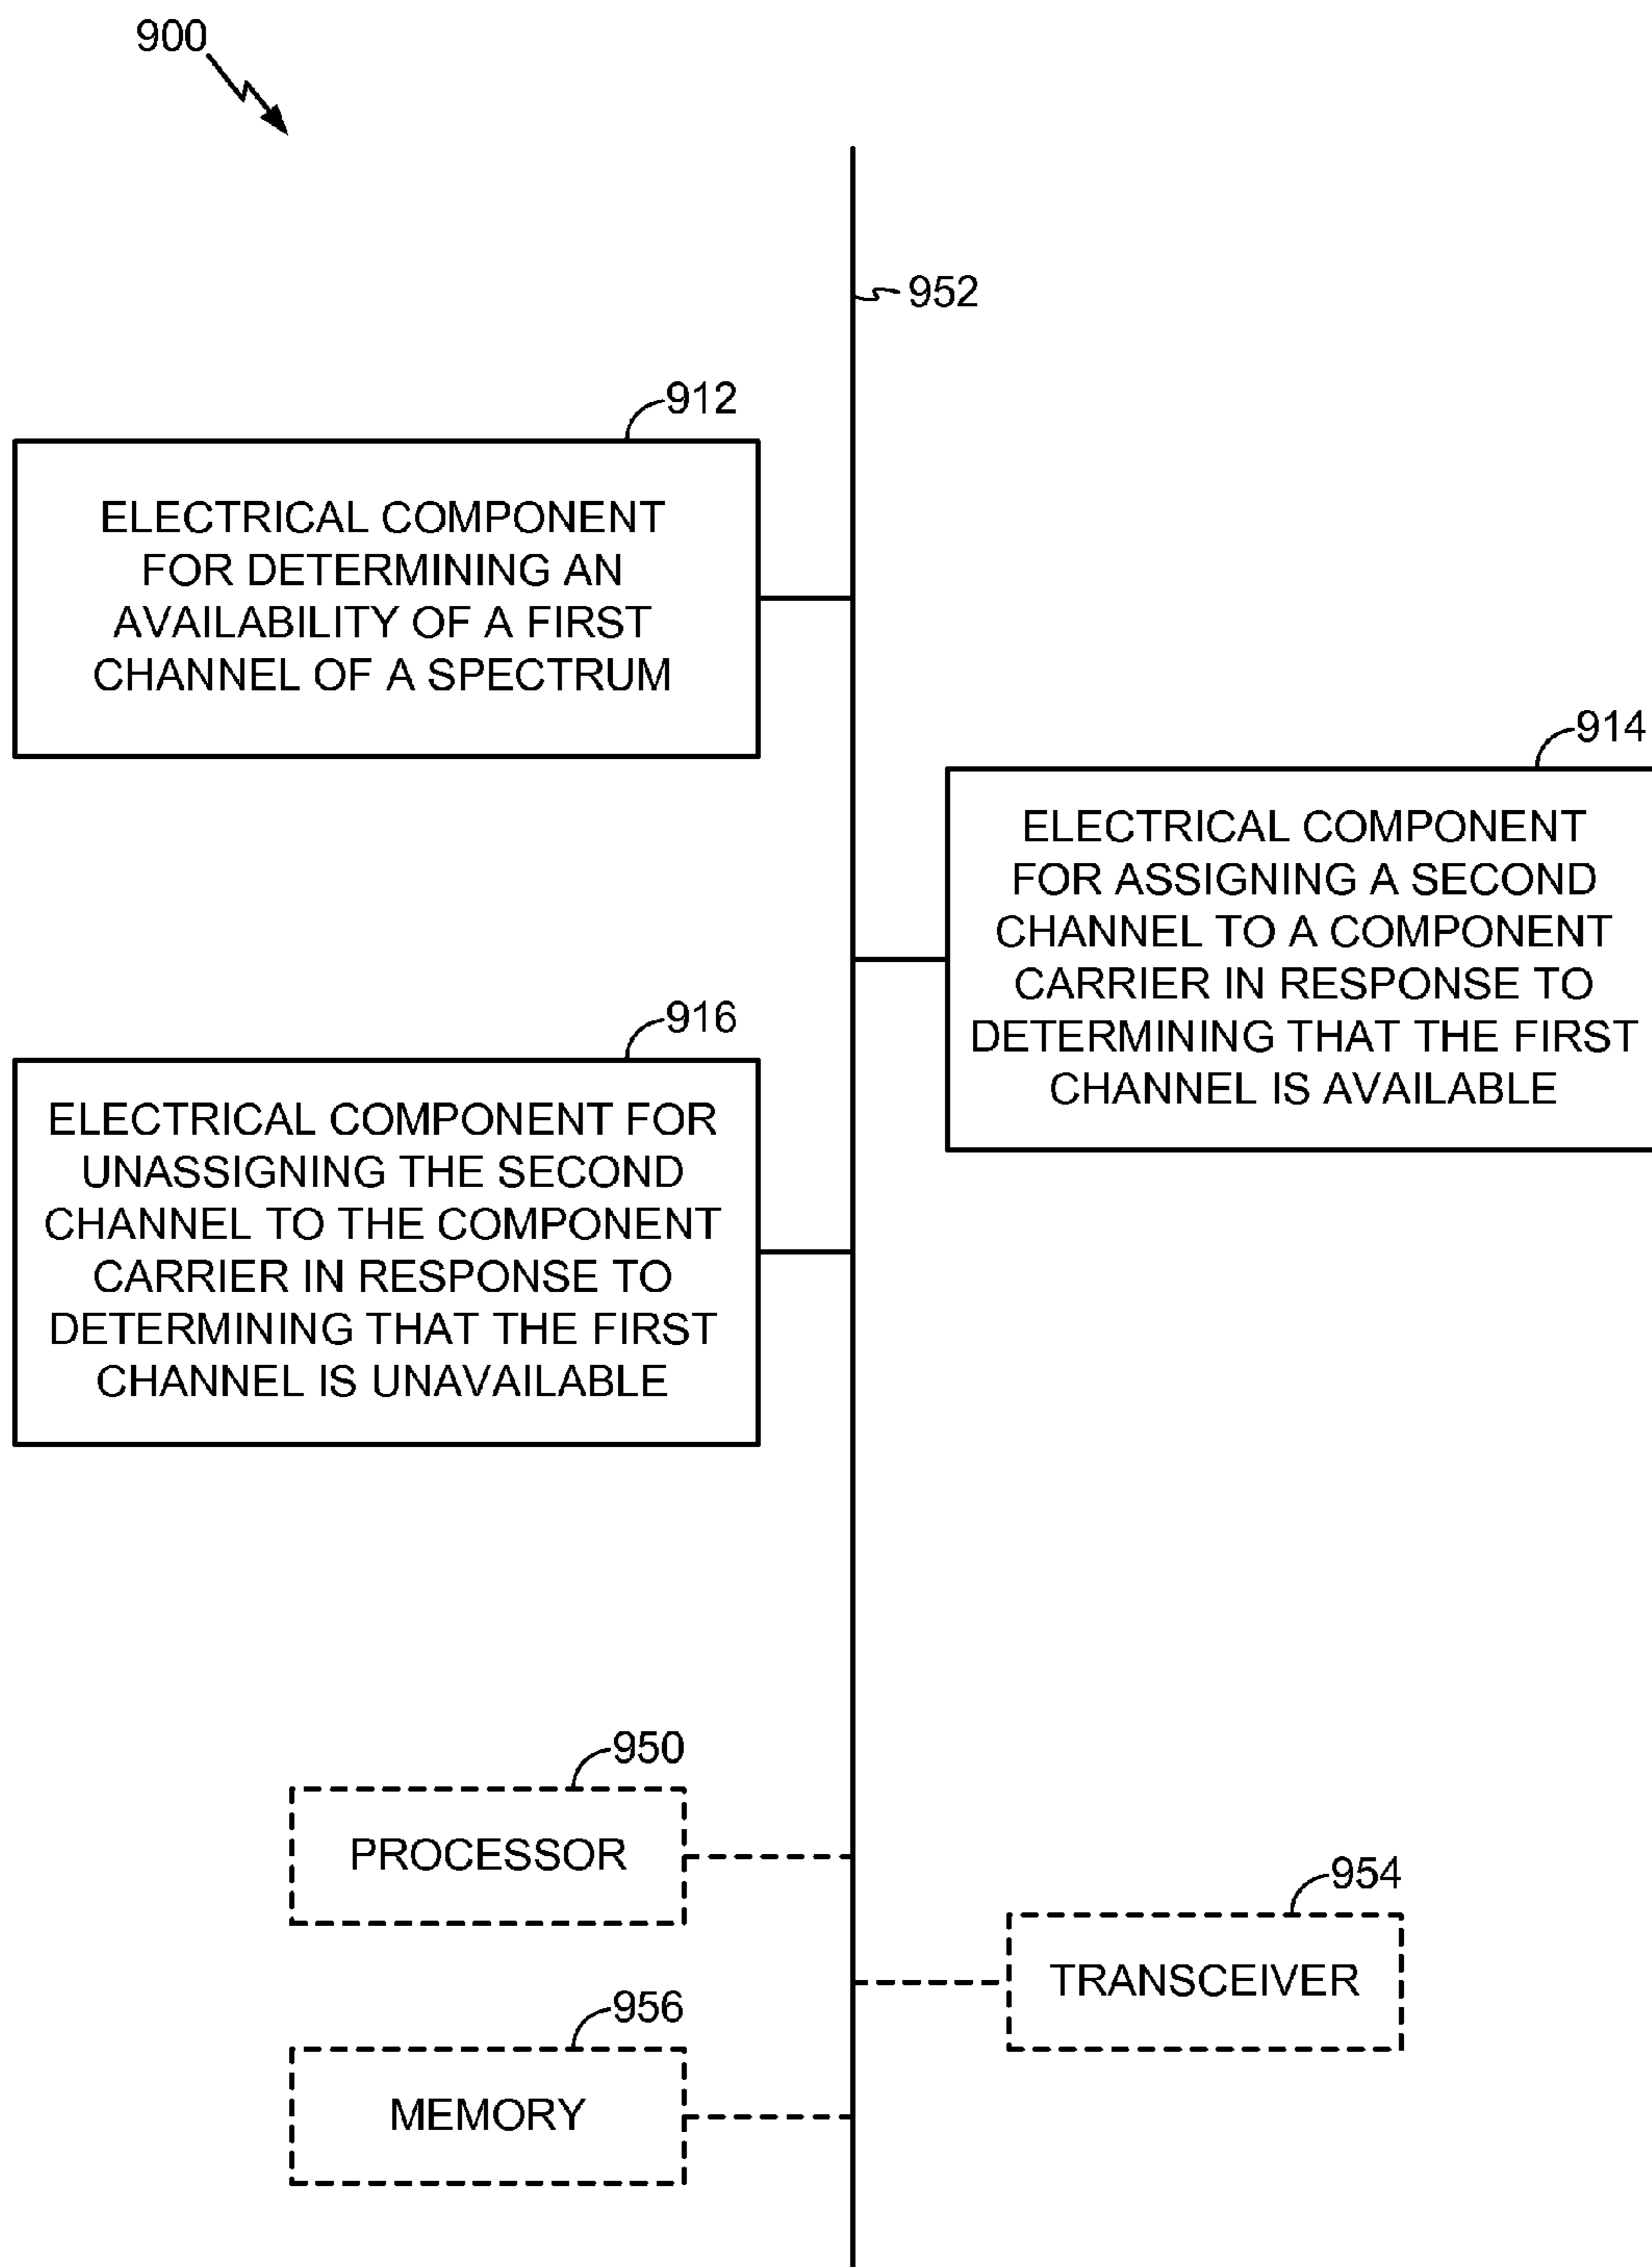 900
952
912
ELECTRICAL COMPONENT
FOR DETERMINING AN
AVAILABILITY OF A FIRST
CHANNEL OF A SPECTRUM
914
ELECTRICAL COMPONENT
FOR ASSIGNING A SECOND
CHANNEL TO A COMPONENT
CARRIER IN RESPONSE TO
DETERMINING THAT THE FIRST
CHANNEL IS AVAILABLE
916
ELECTRICAL COMPONENT FOR
UNASSIGNING THE SECOND
CHANNEL TO THE COMPONENT
CARRIER IN RESPONSE TO
DETERMINING THAT THE FIRST
CHANNEL IS UNAVAILABLE
950
PROCESSOR
954
TRANSCEIVER
956
MEMORY